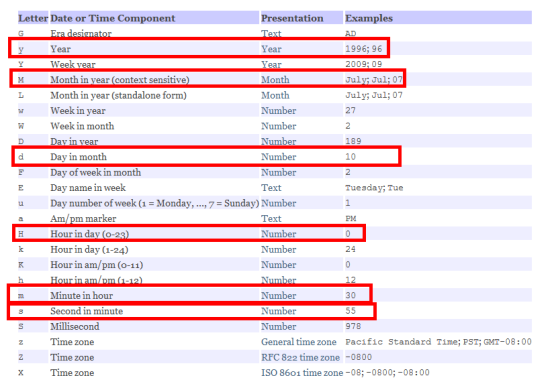 Letter Date or Time Component Presentation Examples
G Era designator Text AD
y Year Year 1996; 96
Y Week year Year 2009; 09
M Month in year (context sensitive) Month July; Jul; 07
L Month in year (standalone form) Month July; Jul; 07
w Week in year Number 27
W Week in month Number 2
D Day in year Number 189
d Day in month Number 10
F Day of week in month Number 2
E Day name in week Text Tuesday; Tue
u Day number of week (1 = Monday, ..., 7 = Sunday) Number 1
a Am/pm marker Text PM
H Hour in day (0-23) Number 0
k Hour in day (1-24) Number 24
K Hour in am/pm (0-11) Number 0
h Hour in am/pm (1-12) Number 12
m Minute in hour Number 30
s Second in minute Number 55
S Millisecond Number 978
z Time zone General time zone Pacific Standard Time; PST; GMT-08:00
Z Time zone RFC 822 time zone -0800
X Time zone ISO 8601 time zone -08; -0800; -08:00